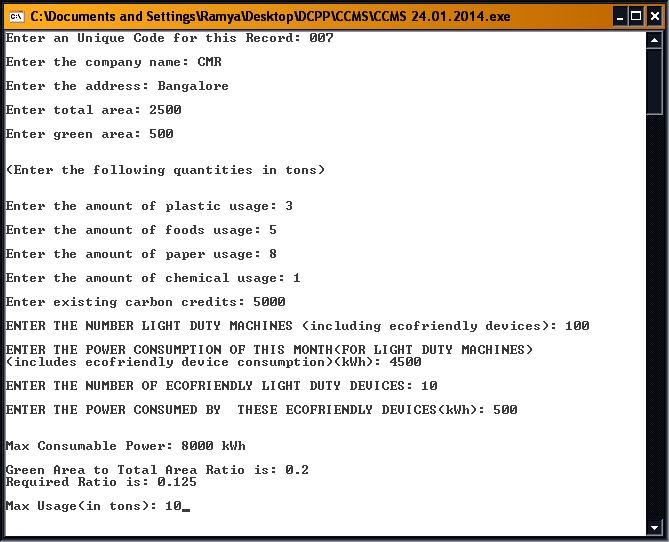 C:\Documents and Settings\Ramya\Desktop\DCPP\CCMS\CCMS 24.01.2014.exe
Enter an Unique Code for this Record: 007
Enter the company name: CMR
Enter the address: Bangalore
Enter total area: 2500
Enter green area: 500
(Enter the following quantities in tons)
Enter the amount of plastic usage: 3
Enter the amount of foods usage: 5
Enter the amount of paper usage: 8
Enter the amount of chemical usage: 1
Enter existing carbon credits: 5000
ENTER THE NUMBER LIGHT DUTY MACHINES (including ecofriendly devices): 100
ENTER THE POWER CONSUMPTION OF THIS MONTH(FOR LIGHT DUTY MACHINES)
(includes ecofriendly device consumption)(kWh): 4500
ENTER THE NUMBER OF ECOFRIENDLY LIGHT DUTY DEVICES: 10
ENTER THE POWER CONSUMED BY  THESE ECOFRIENDLY DEVICES(kWh): 500
Max Consumable Power: 8000 kWh
Green Area to Total Area Ratio is: 0.2
Required Ratio is: 0.125
Max Usage(in tons): 10_